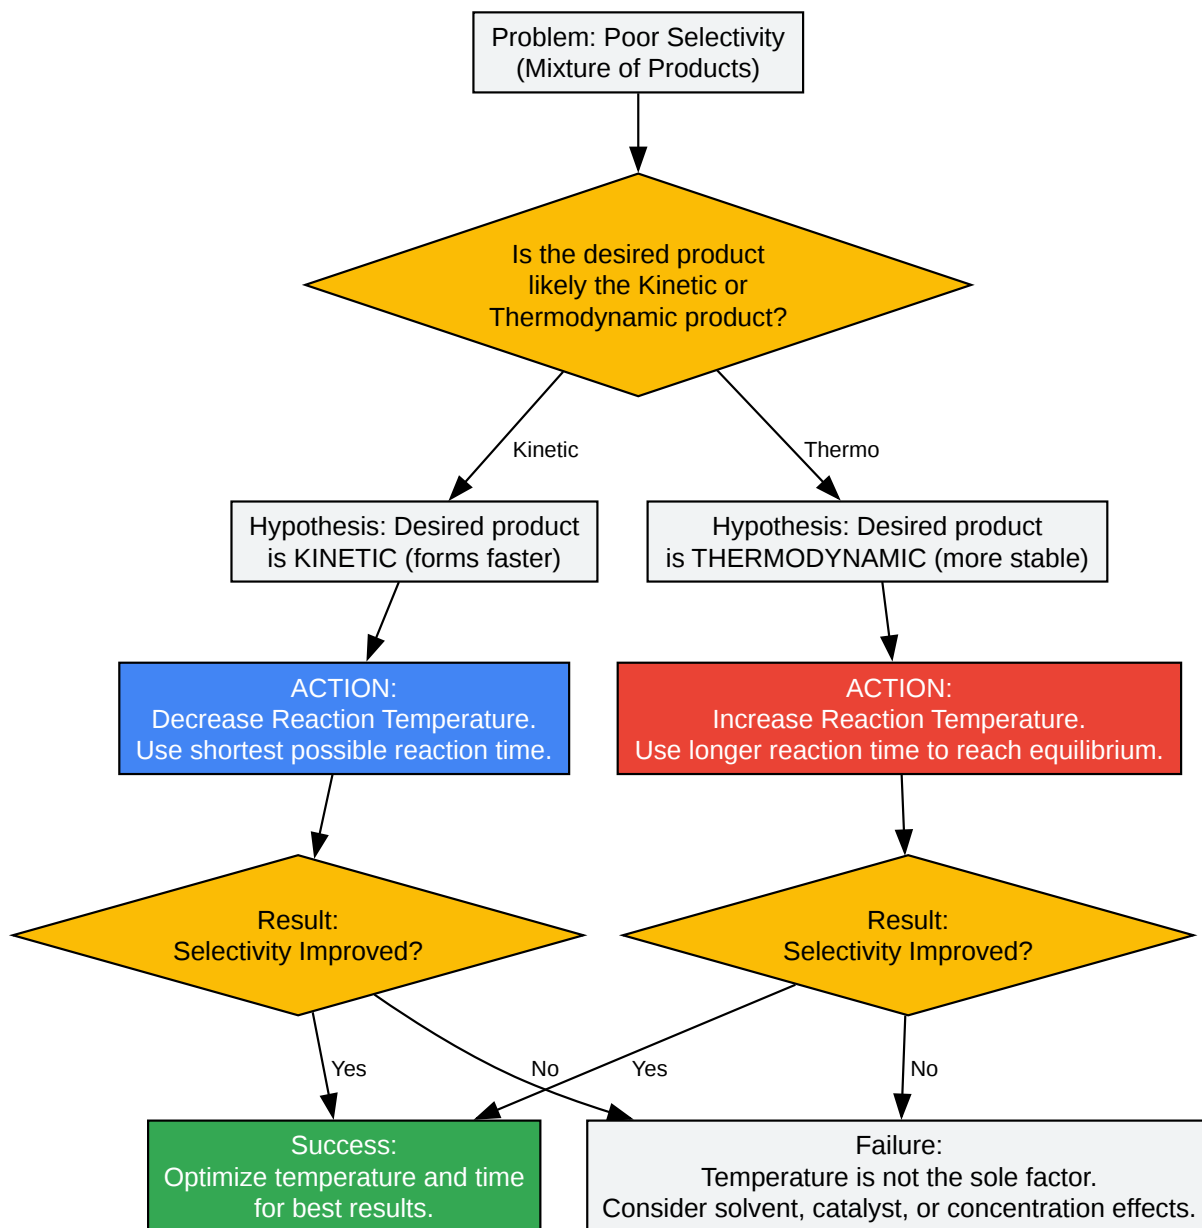 Problem: Poor Selectivity
(Mixture of Products)
Is the desired product
likely the Kinetic or
Thermodynamic product?
Kinetic
Thermo
Hypothesis: Desired product
is KINETIC (forms faster)
Hypothesis: Desired product
is THERMODYNAMIC (more stable)
ACTION:
Decrease Reaction Temperature.
Use shortest possible reaction time.
ACTION:
Increase Reaction Temperature.
Use longer reaction time to reach equilibrium.
Result:
Selectivity Improved?
Result:
Selectivity Improved?
Yes
No
Yes
No
Success:
Optimize temperature and time
for best results.
Failure:
Temperature is not the sole factor.
Consider solvent, catalyst, or concentration effects.